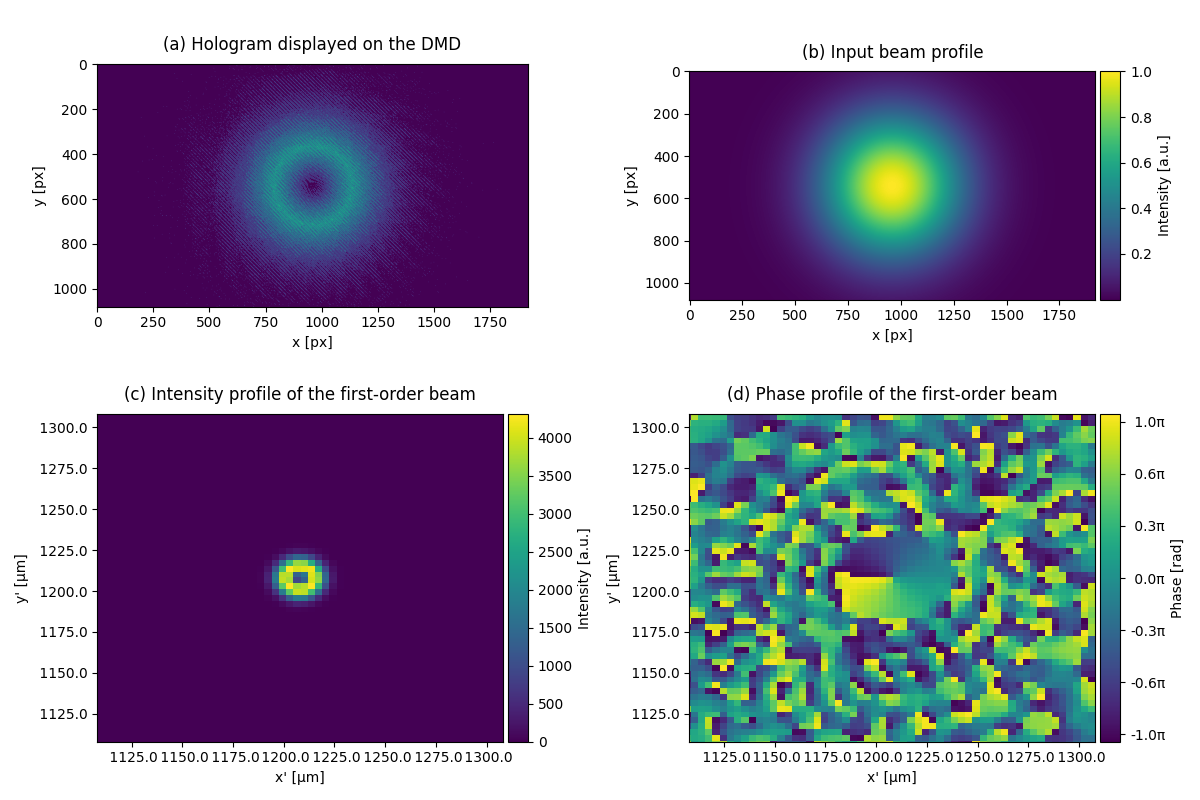 (a) Hologram displayed on the DMD
0
200
400
600
800
1000
y [px]
0 250 500 750 1000 1250 1500 1750
x [px]
(b) Input beam profile
0
200
400
600
800
1000
y [px]
0 250 500 750 1000 1250 1500 1750
x [px]
1.0
0.8
0.6
0.4
0.2
Intensity [a.u.]
(c) Intensity profile of the first-order beam
1300.0
1275.0
1250.0
1225.0
1200.0
1175.0
1150.0
1125.0
y' [µm]
1125.0 1150.0 1175.0 1200.0 1225.0 1250.0 1275.0 1300.0
x' [µm]
4000
3500
3000
2500
2000
1500
1000
500
0
Intensity [a.u.]
(d) Phase profile of the first-order beam
1300.0
1275.0
1250.0
1225.0
1200.0
1175.0
1150.0
1125.0
y' [µm]
1125.0 1150.0 1175.0 1200.0 1225.0 1250.0 1275.0 1300.0
x' [µm]
1.0π
0.6π
0.3π
0.0π
-0.3π
-0.6π
-1.0π
Phase [rad]